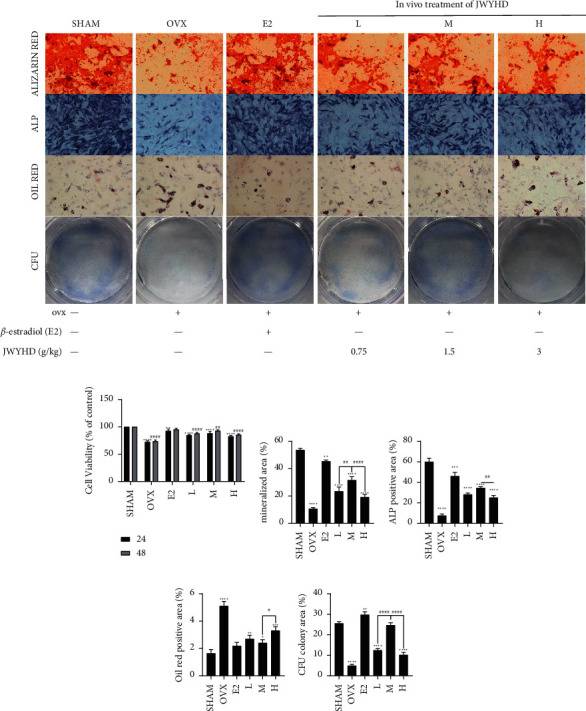 In vivo treatment of JWYHD
SHAM OVX E2 L M H
ALIZARIN RED
ALP
OIL RED
CFU
ovx — + + + + +
β-estradiol (E2) — — + — — —
JWYHD (g/kg) — — — 0.75 1.5 3
Cell Viability (% of control)
150
100
50
0
SHAM OVX E2 L M H
24
48
mineralized area (%)
60
40
20
0
SHAM OVX E2 L M H
## ####
ALP positive area (%)
80
60
40
20
0
SHAM OVX E2 L M H
##
Oil red positive area (%)
6
4
2
0
SHAM OVX E2 L M H
CFU colony area (%)
40
30
20
10
0
SHAM OVX E2 L M H
#### ####